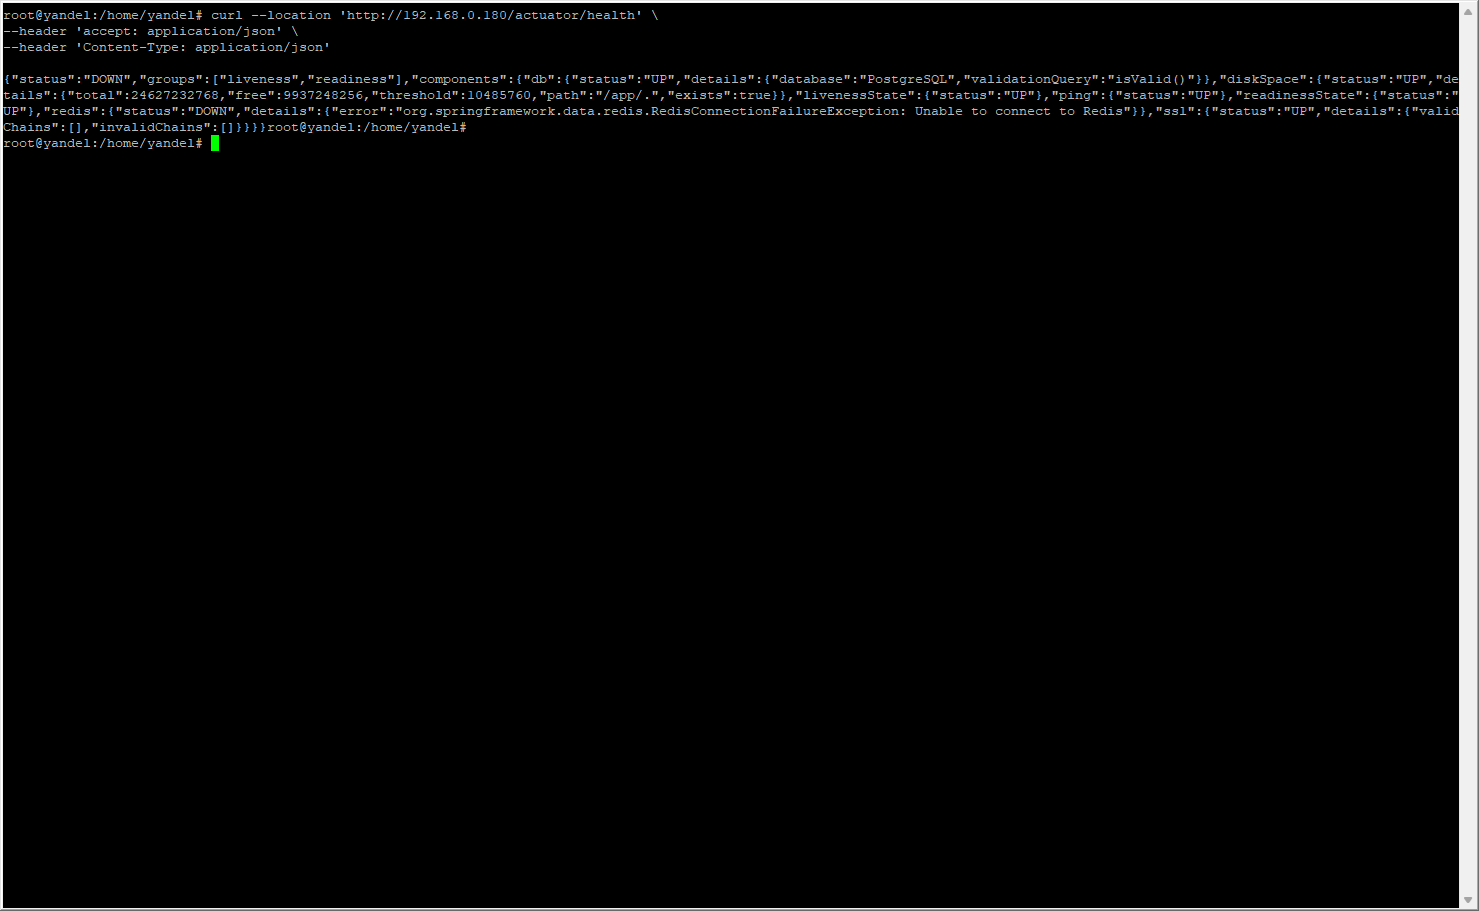 root@yandel:/home/yandel# curl --location 'http://192.168.0.180/actuator/health' \
--header 'accept: application/json' \
--header 'Content-Type: application/json'
{"status":"DOWN","groups":["liveness","readiness"],"components":{"db":{"status":"UP","details":{"database":"PostgreSQL","validationQuery":"isValid()"}},"diskSpace":{"status":"UP","de
tails":{"total":24627232768,"free":9937248256,"threshold":10485760,"path":"/app/.","exists":true}},"livenessState":{"status":"UP"},"ping":{"status":"UP"},"readinessState":{"status":"
UP"},"redis":{"status":"DOWN","details":{"error":"org.springframework.data.redis.RedisConnectionFailureException: Unable to connect to Redis"}},"ssl":{"status":"UP","details":{"valid
Chains":[],"invalidChains":[]}}}}root@yandel:/home/yandel#
root@yandel:/home/yandel#